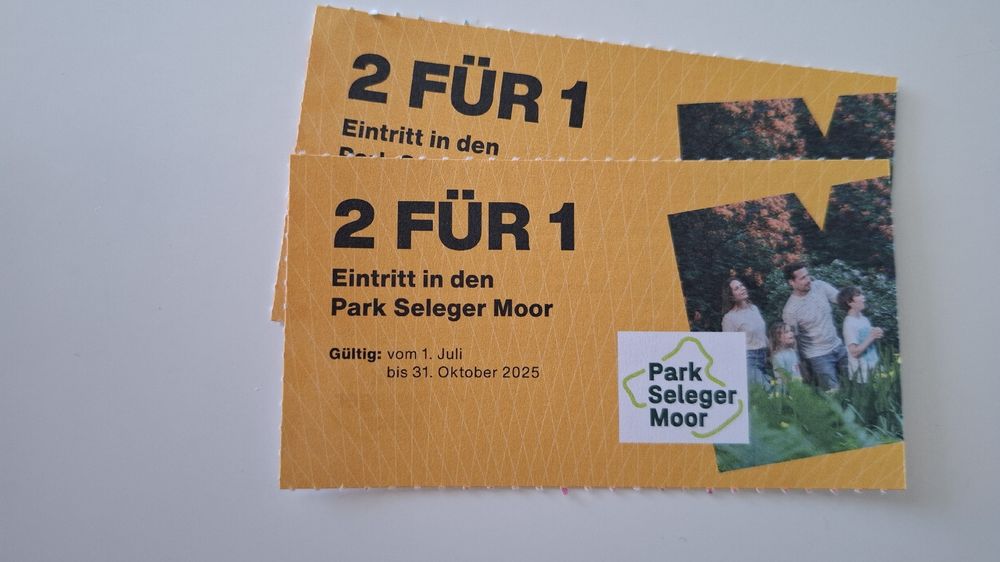 2 FÜR 1
Eintritt in den
2 FÜR 1
Eintritt in den
Park Seleger Moor
Gültig: vom 1. Juli
bis 31. Oktober 2025
Park
Seleger
Moor